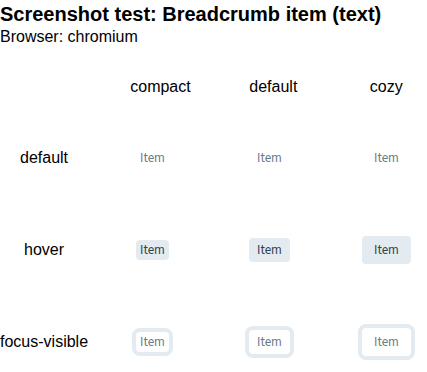 Screenshot test: Breadcrumb item (text)
Browser: chromium
compact default cozy
default Item Item Item
hover Item Item Item
focus-visible Item Item Item